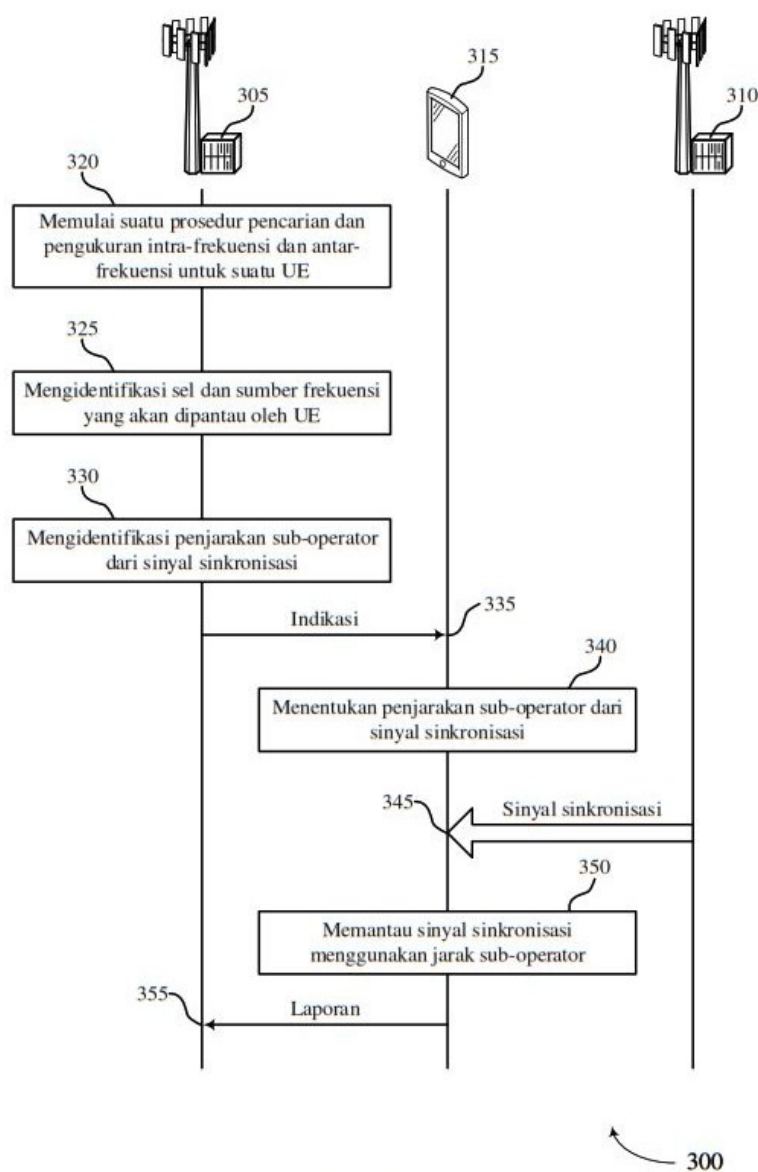 305
315
310
320
Memulai suatu prosedur pencarian dan
pengukuran intra-frekuensi dan antar-
frekuensi untuk suatu UE
325
Mengidentifikasi sel dan sumber frekuensi
yang akan dipantau oleh UE
330
Mengidentifikasi penjarakan sub-operator
dari sinyal sinkronisasi
Indikasi
335
340
Menentukan penjarakan sub-operator dari
sinyal sinkronisasi
345
Sinyal sinkronisasi
350
Memantau sinyal sinkronisasi
menggunakan jarak sub-operator
355
Laporan
300